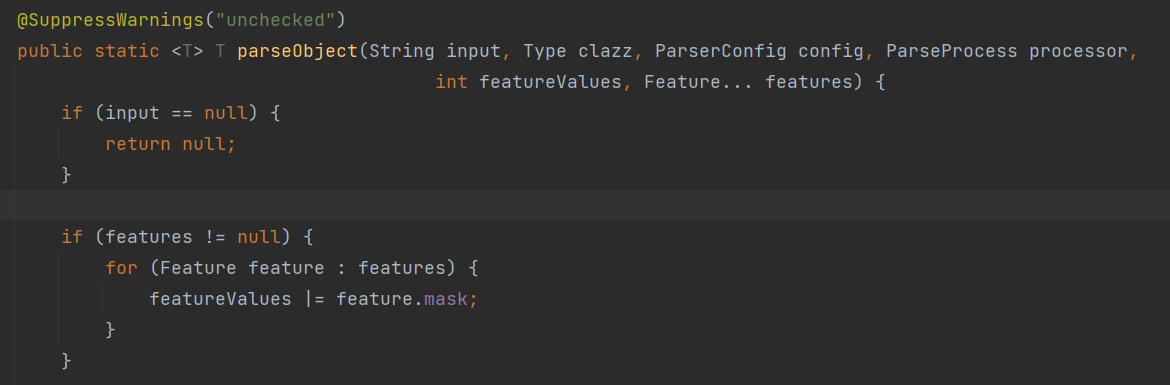 @SuppressWarnings("unchecked")
public static <T> T parseObject(String input, Type clazz, ParserConfig config, ParseProcess processor,
                                      int featureValues, Feature... features) {
    if (input == null) {
        return null;
    }

    if (features != null) {
        for (Feature feature : features) {
            featureValues |= feature.mask;
        }
    }